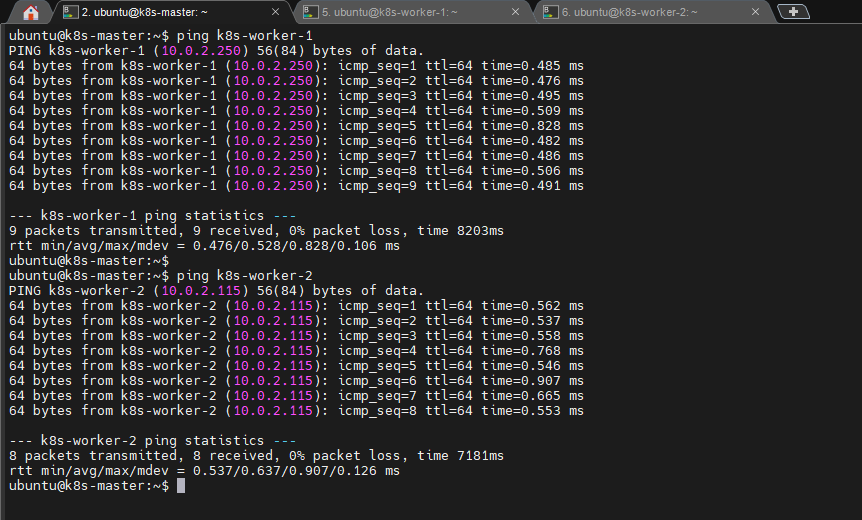 2. ubuntu@k8s-master: ~
5. ubuntu@k8s-worker-1: ~
6. ubuntu@k8s-worker-2: ~
ubuntu@k8s-master:~$ ping k8s-worker-1
PING k8s-worker-1 (10.0.2.250) 56(84) bytes of data.
64 bytes from k8s-worker-1 (10.0.2.250): icmp_seq=1 ttl=64 time=0.485 ms
64 bytes from k8s-worker-1 (10.0.2.250): icmp_seq=2 ttl=64 time=0.476 ms
64 bytes from k8s-worker-1 (10.0.2.250): icmp_seq=3 ttl=64 time=0.495 ms
64 bytes from k8s-worker-1 (10.0.2.250): icmp_seq=4 ttl=64 time=0.509 ms
64 bytes from k8s-worker-1 (10.0.2.250): icmp_seq=5 ttl=64 time=0.828 ms
64 bytes from k8s-worker-1 (10.0.2.250): icmp_seq=6 ttl=64 time=0.482 ms
64 bytes from k8s-worker-1 (10.0.2.250): icmp_seq=7 ttl=64 time=0.486 ms
64 bytes from k8s-worker-1 (10.0.2.250): icmp_seq=8 ttl=64 time=0.506 ms
64 bytes from k8s-worker-1 (10.0.2.250): icmp_seq=9 ttl=64 time=0.491 ms
--- k8s-worker-1 ping statistics ---
9 packets transmitted, 9 received, 0% packet loss, time 8203ms
rtt min/avg/max/mdev = 0.476/0.528/0.828/0.106 ms
ubuntu@k8s-master:~$
ubuntu@k8s-master:~$ ping k8s-worker-2
PING k8s-worker-2 (10.0.2.115) 56(84) bytes of data.
64 bytes from k8s-worker-2 (10.0.2.115): icmp_seq=1 ttl=64 time=0.562 ms
64 bytes from k8s-worker-2 (10.0.2.115): icmp_seq=2 ttl=64 time=0.537 ms
64 bytes from k8s-worker-2 (10.0.2.115): icmp_seq=3 ttl=64 time=0.558 ms
64 bytes from k8s-worker-2 (10.0.2.115): icmp_seq=4 ttl=64 time=0.768 ms
64 bytes from k8s-worker-2 (10.0.2.115): icmp_seq=5 ttl=64 time=0.546 ms
64 bytes from k8s-worker-2 (10.0.2.115): icmp_seq=6 ttl=64 time=0.907 ms
64 bytes from k8s-worker-2 (10.0.2.115): icmp_seq=7 ttl=64 time=0.665 ms
64 bytes from k8s-worker-2 (10.0.2.115): icmp_seq=8 ttl=64 time=0.553 ms
--- k8s-worker-2 ping statistics ---
8 packets transmitted, 8 received, 0% packet loss, time 7181ms
rtt min/avg/max/mdev = 0.537/0.637/0.907/0.126 ms
ubuntu@k8s-master:~$